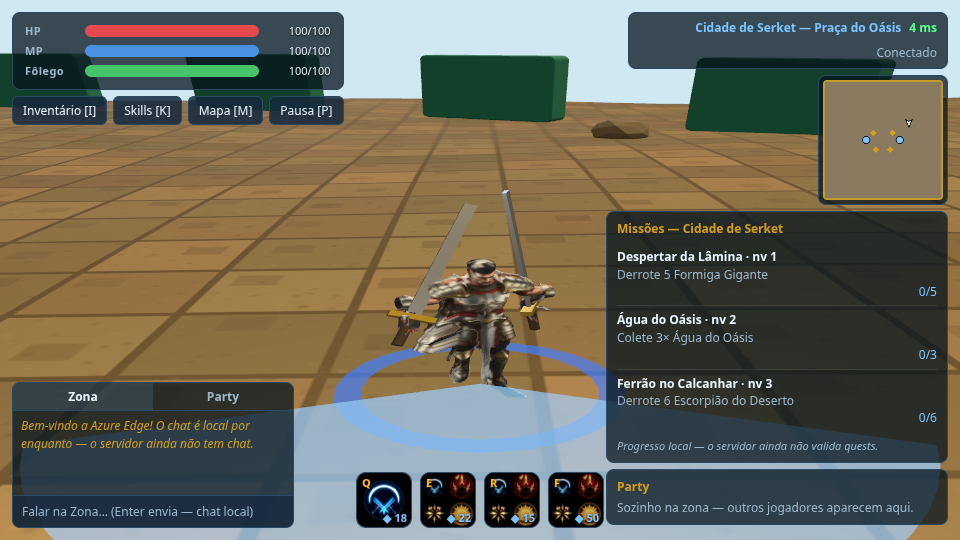 HP 100/100
MP 100/100
Fôlego 100/100
Inventário [I] Skills [K] Mapa [M] Pausa [P]
Cidade de Serket — Praço do Oásis 4 ms
Conectado
Missões — Cidade de Serket
Despertar da Lâmina · nv 1
Derrote 5 Formiga Gigante
0/5
Água do Oásis · nv 2
Colete 3× Água do Oásis
0/3
Ferrão no Calcanhar · nv 3
Derrote 6 Escorpião do Deserto
0/6
Progresso local — o servidor ainda não valida quests.
Zona Party
Bem-vindo a Azure Edge! O chat é local por
enquanto — o servidor ainda não tem chat.
Falar na Zona... (Enter envia — chat local)
Q E R F
18 22 15 50
Party
Sozinho na zona — outros jogadores aparecem aqui.